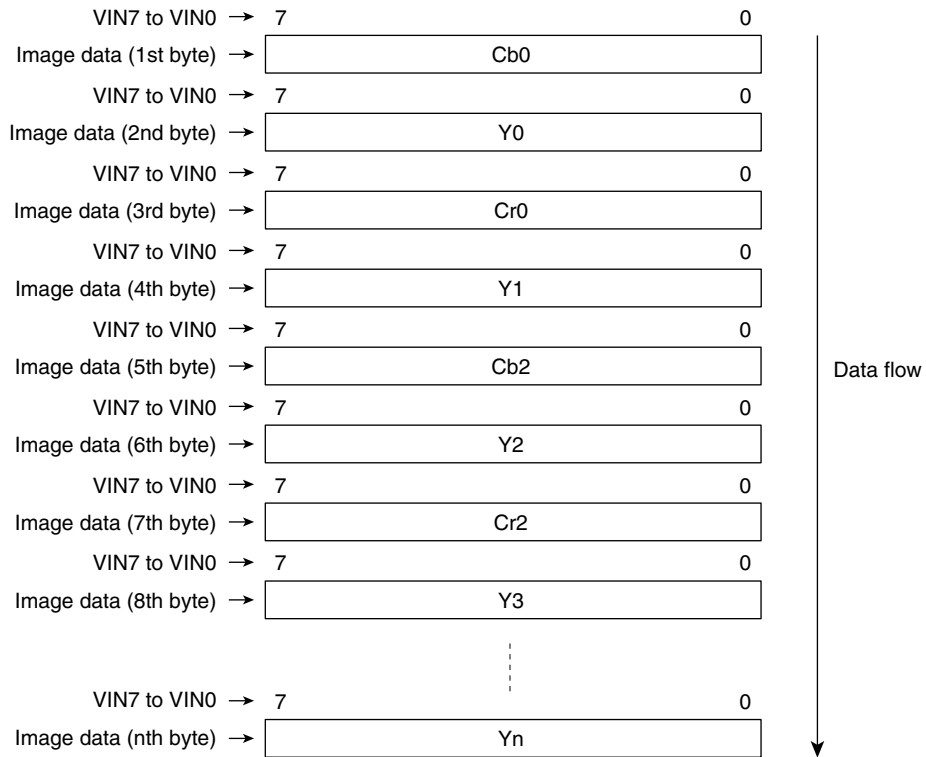 VIN7 to VIN0 → 7 0
Image data (1st byte) → Cb0
VIN7 to VIN0 → 7 0
Image data (2nd byte) → Y0
VIN7 to VIN0 → 7 0
Image data (3rd byte) → Cr0
VIN7 to VIN0 → 7 0
Image data (4th byte) → Y1
VIN7 to VIN0 → 7 0
Image data (5th byte) → Cb2
Data flow
VIN7 to VIN0 → 7 0
Image data (6th byte) → Y2
VIN7 to VIN0 → 7 0
Image data (7th byte) → Cr2
VIN7 to VIN0 → 7 0
Image data (8th byte) → Y3
VIN7 to VIN0 → 7 0
Image data (nth byte) → Yn